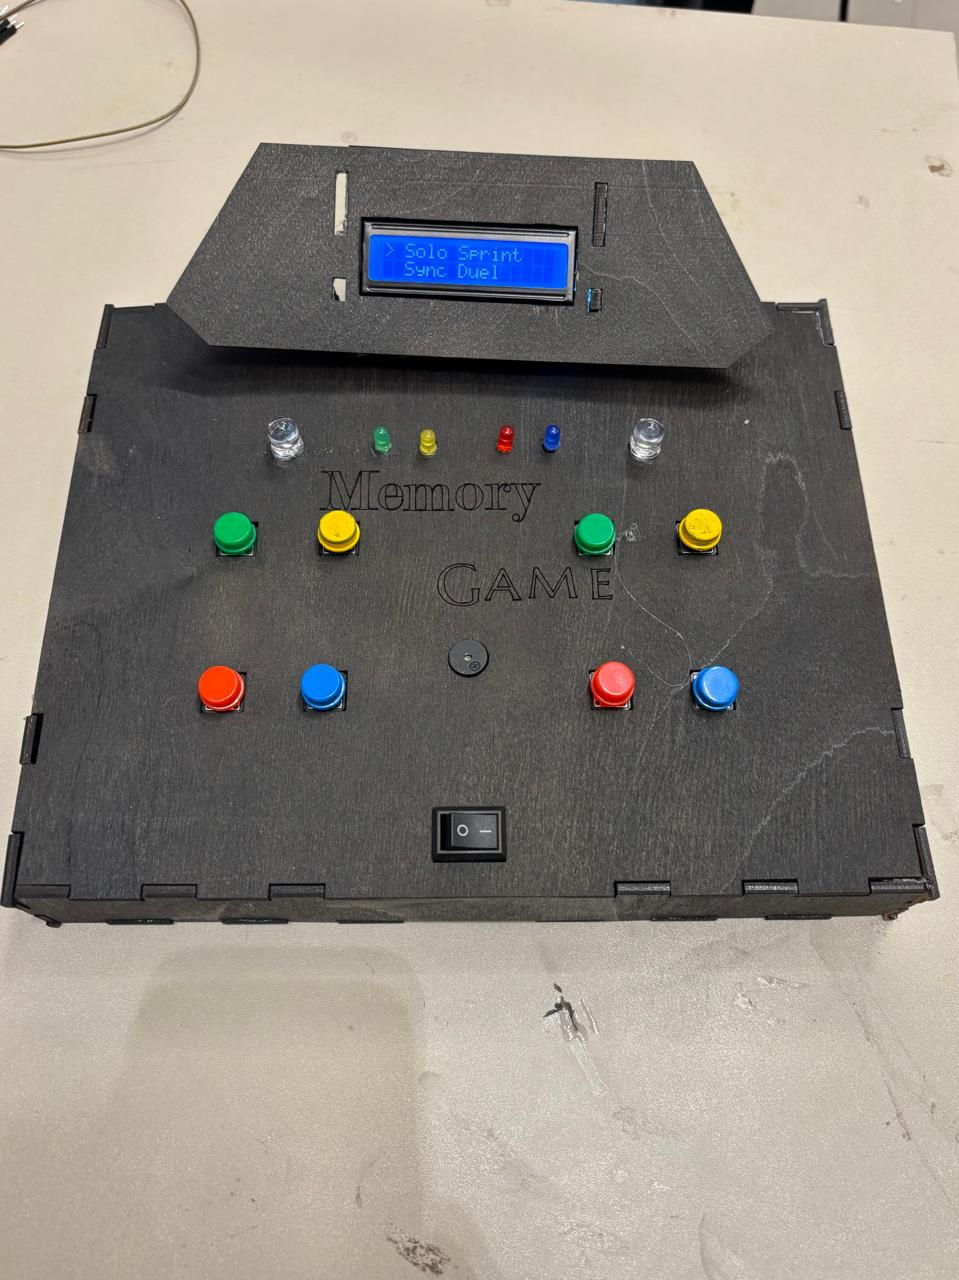 > Solo Sprint
Sync Duel
Memory
GAME
O I